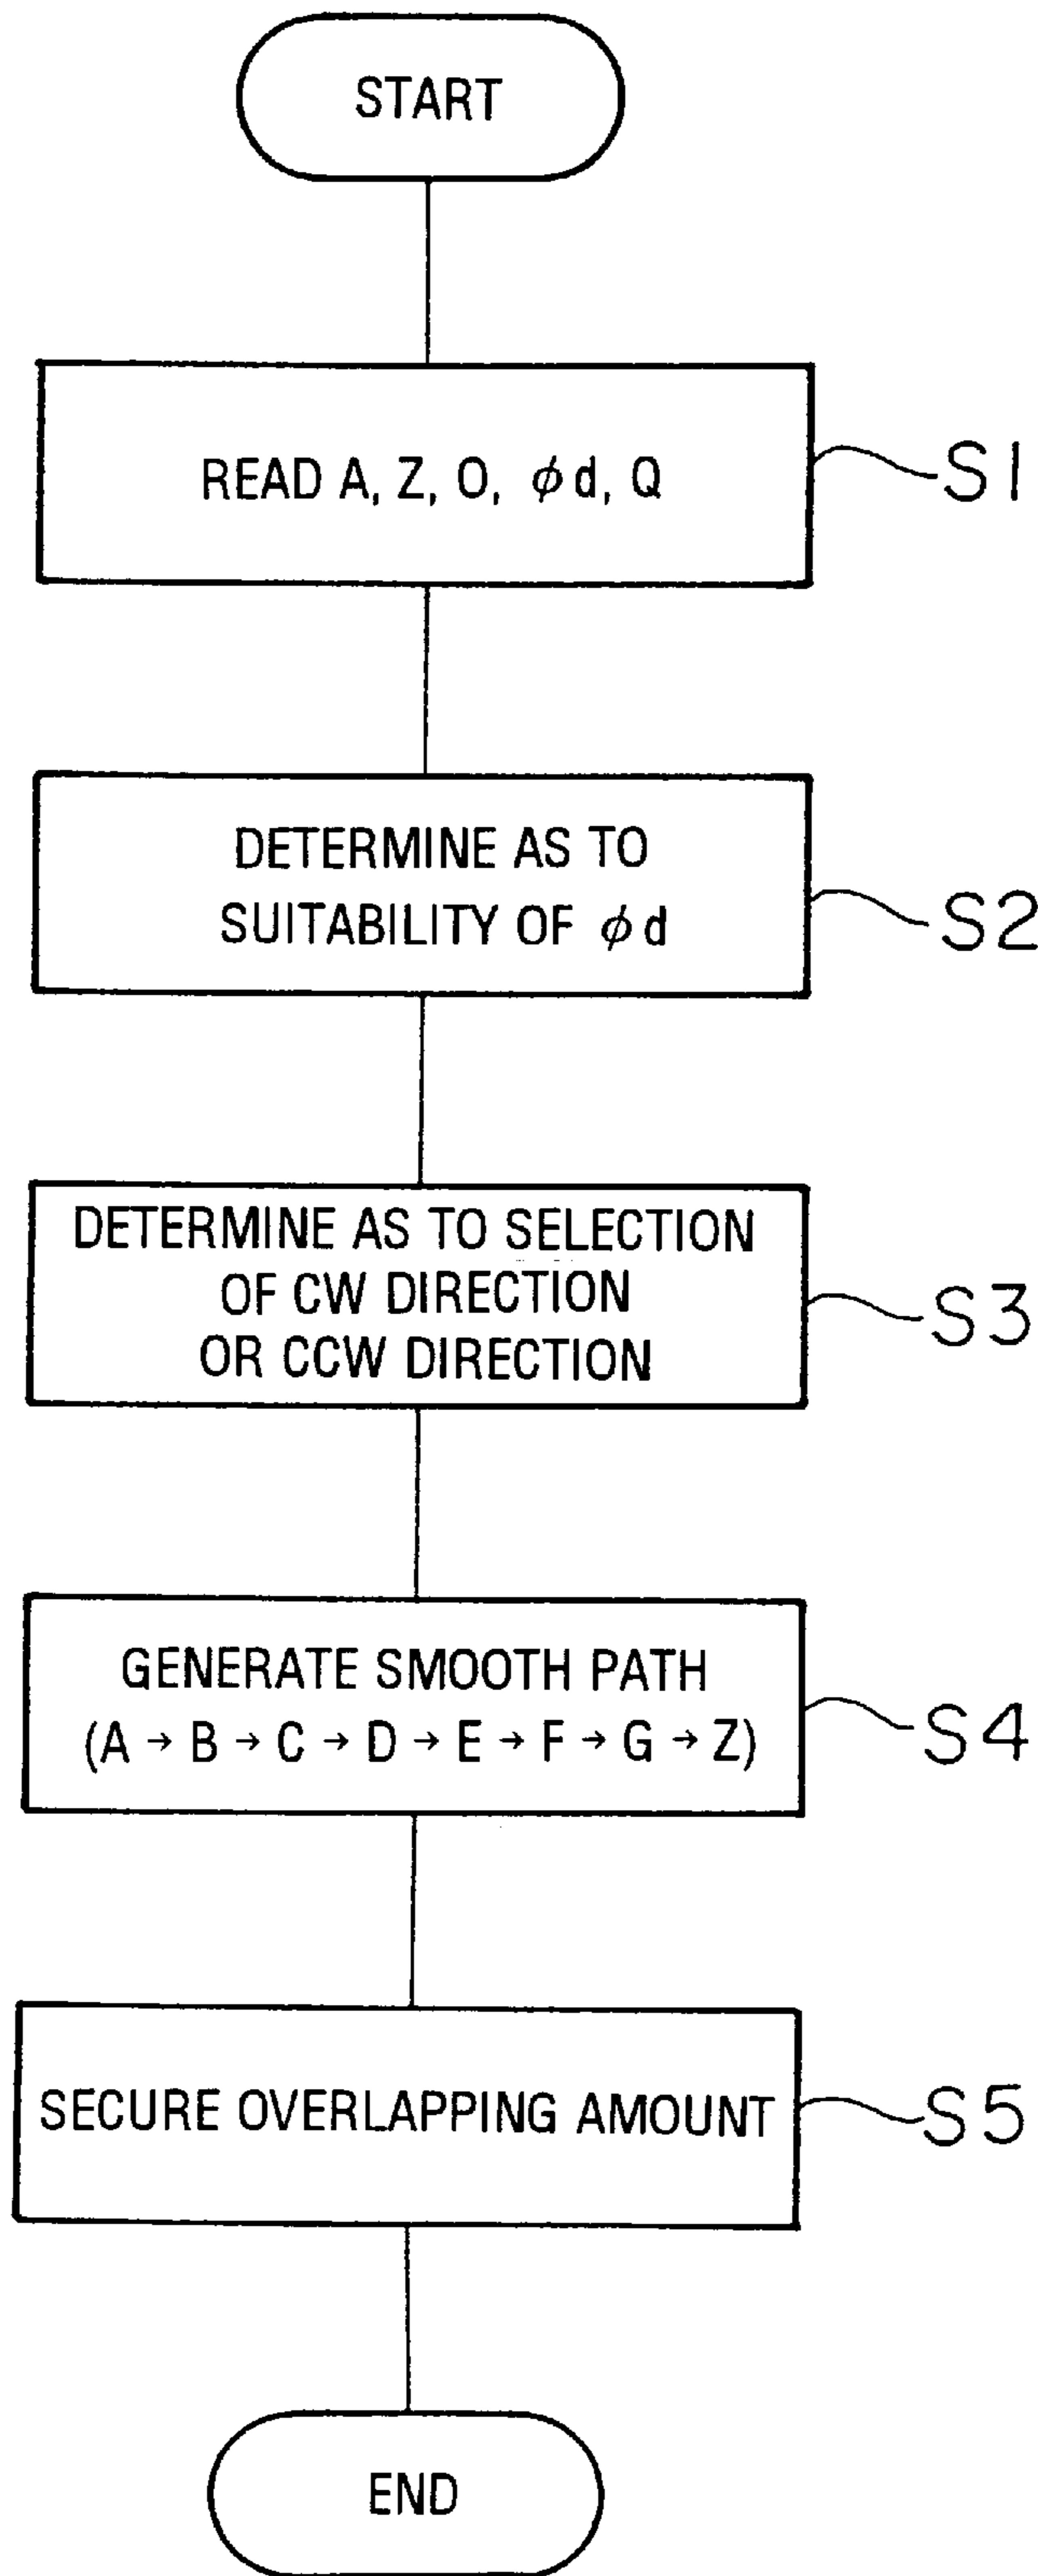 START
READ A, Z, O, ϕd, Q
S1
DETERMINE AS TO
SUITABILITY OF ϕd
S2
DETERMINE AS TO SELECTION
OF CW DIRECTION
OR CCW DIRECTION
S3
GENERATE SMOOTH PATH
(A → B → C → D → E → F → G → Z)
S4
SECURE OVERLAPPING AMOUNT
S5
END